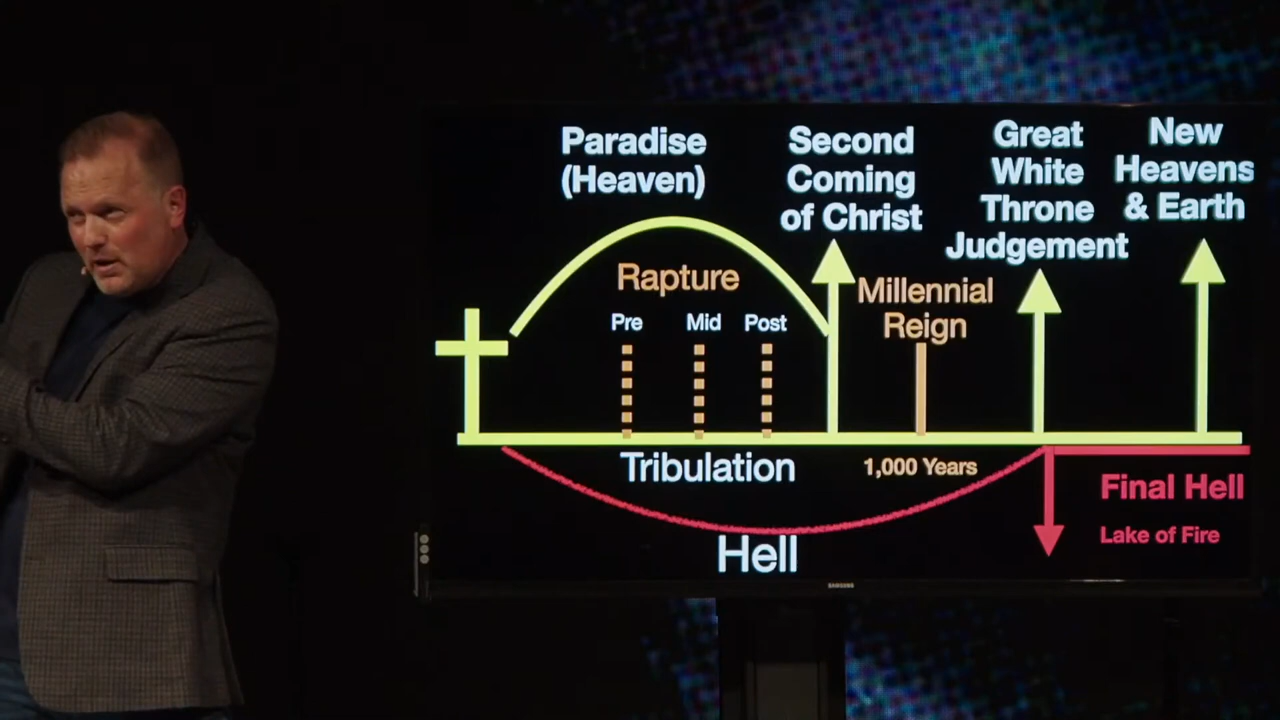 Paradise
(Heaven)
Second
Coming
of Christ
Great
White
Throne
Judgement
New
Heavens
& Earth
Rapture
Pre Mid Post
Millennial
Reign
Tribulation
1,000 Years
Hell
Final Hell
Lake of Fire
SAMSUNG